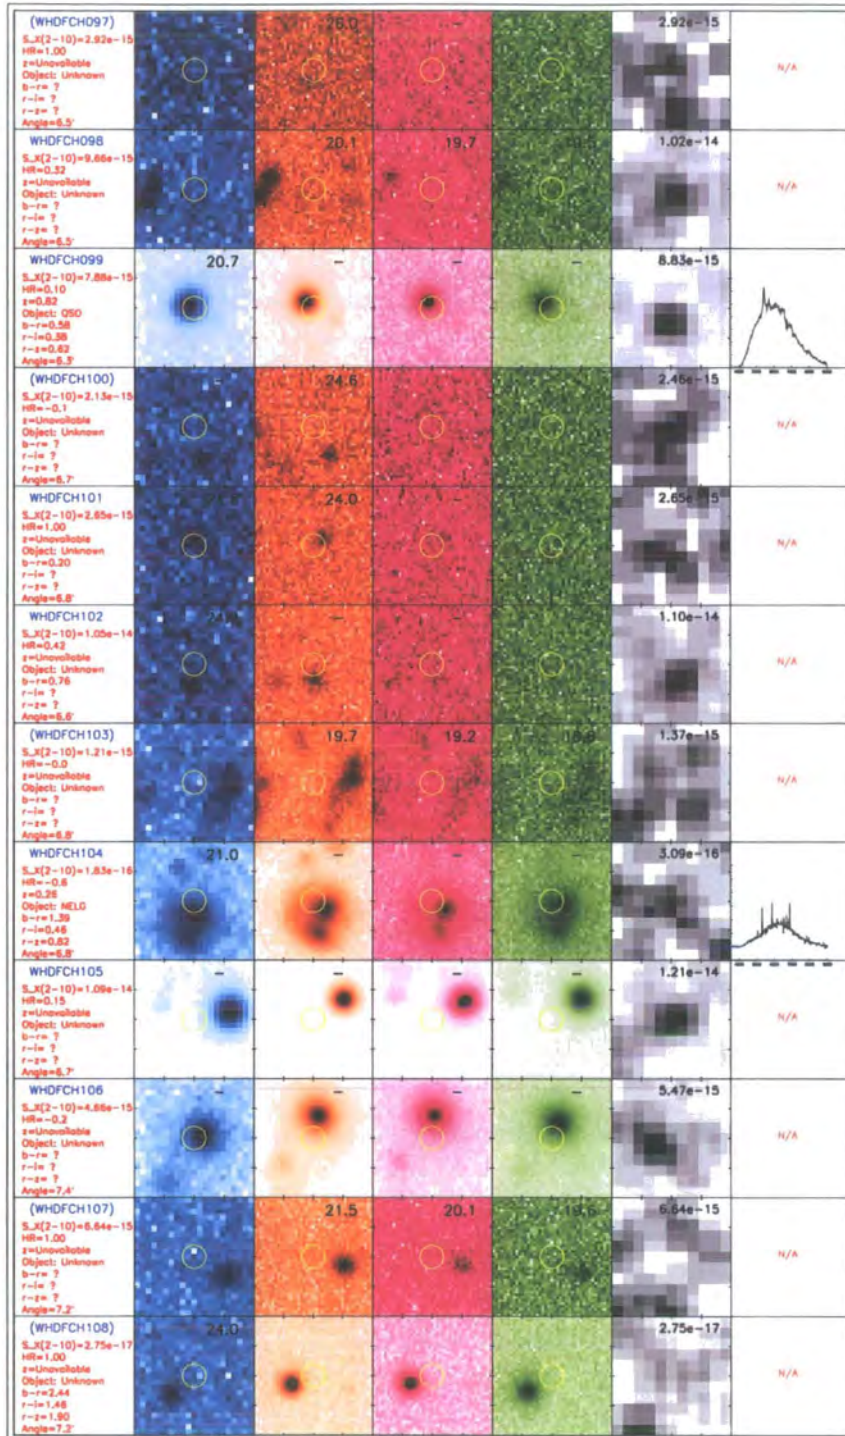 (WHDFCH097) 26.0 – 2.92e-15
S_X(2-10)=2.92e-15
HR=1.00
z=Unavailable
Object: Unknown
b-r= ?
r-i= ?
r-z= ?
Angle=6.5'
N/A
WHDFCH098 20.1 19.7 1.02e-14
S_X(2-10)=9.66e-15
HR=0.32
z=Unavailable
Object: Unknown
b-r= ?
r-i= ?
r-z= ?
Angle=6.5'
N/A
WHDFCH099 20.7 – – – 8.83e-15
S_X(2-10)=7.88e-15
HR=0.10
z=0.82
Object: QSO
b-r=0.58
r-i=0.38
r-z=0.62
Angle=6.3'
(WHDFCH100) 24.6 – 2.46e-15
S_X(2-10)=2.13e-15
HR=-0.1
z=Unavailable
Object: Unknown
b-r= ?
r-i= ?
r-z= ?
Angle=6.7'
N/A
WHDFCH101 24.0 – 2.65e-15
S_X(2-10)=2.65e-15
HR=1.00
z=Unavailable
Object: Unknown
b-r=0.20
r-i= ?
r-z= ?
Angle=6.8'
N/A
WHDFCH102 – – 1.10e-14
S_X(2-10)=1.05e-14
HR=0.42
z=Unavailable
Object: Unknown
b-r=0.76
r-i= ?
r-z= ?
Angle=6.6'
N/A
(WHDFCH103) 19.7 19.2 1.37e-15
S_X(2-10)=1.21e-15
HR=-0.0
z=Unavailable
Object: Unknown
b-r= ?
r-i= ?
r-z= ?
Angle=6.8'
N/A
WHDFCH104 21.0 – – – 3.09e-16
S_X(2-10)=1.83e-16
HR=-0.6
z=0.26
Object: NELG
b-r=1.39
r-i=0.46
r-z=0.82
Angle=6.8'
WHDFCH105 – – – – 1.21e-14
S_X(2-10)=1.09e-14
HR=0.15
z=Unavailable
Object: Unknown
b-r= ?
r-i= ?
r-z= ?
Angle=6.7'
N/A
WHDFCH106 – – – – 5.47e-15
S_X(2-10)=4.66e-15
HR=-0.2
z=Unavailable
Object: Unknown
b-r= ?
r-i= ?
r-z= ?
Angle=7.4'
N/A
(WHDFCH107) 21.5 20.1 19.6 6.64e-15
S_X(2-10)=6.64e-15
HR=1.00
z=Unavailable
Object: Unknown
b-r= ?
r-i= ?
r-z= ?
Angle=7.2'
N/A
(WHDFCH108) 24.0 – – – 2.75e-17
S_X(2-10)=2.75e-17
HR=1.00
z=Unavailable
Object: Unknown
b-r=2.44
r-i=1.46
r-z=1.90
Angle=7.2'
N/A